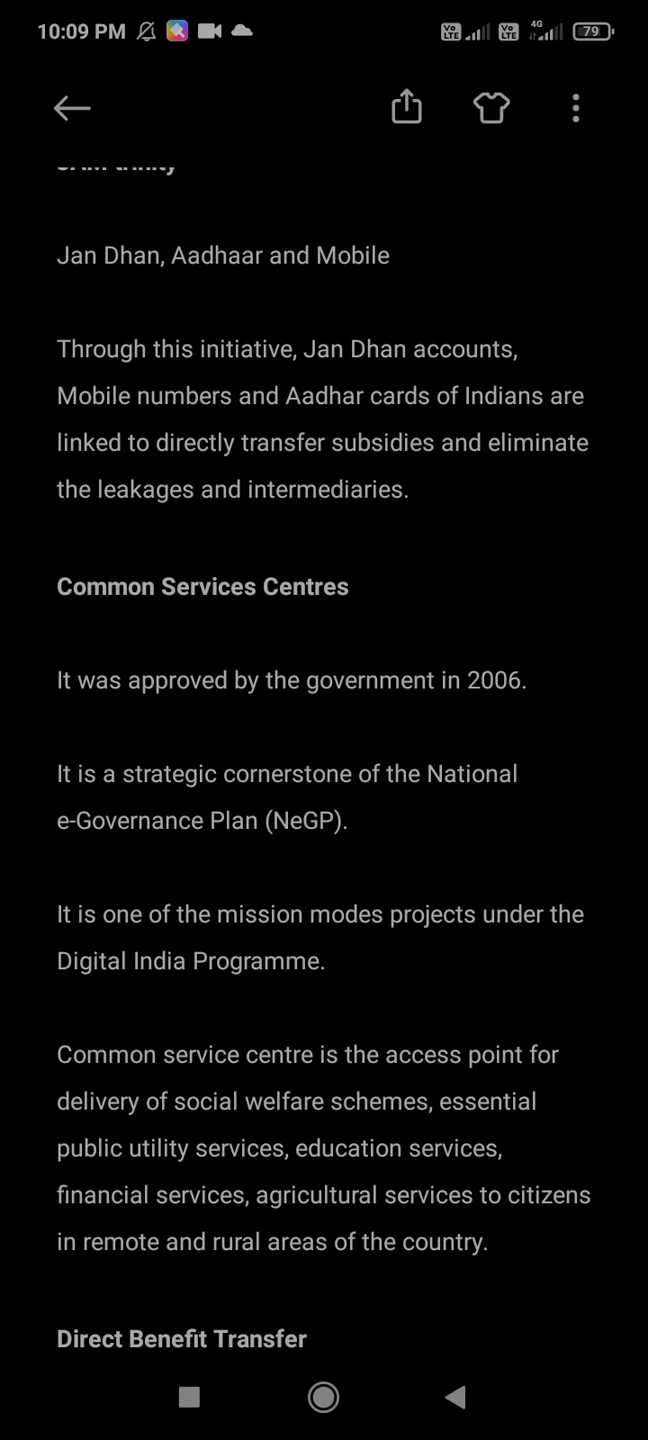 10:09 PM
4G
79
Jan Dhan, Aadhaar and Mobile
Through this initiative, Jan Dhan accounts,
Mobile numbers and Aadhar cards of Indians are
linked to directly transfer subsidies and eliminate
the leakages and intermediaries.
Common Services Centres
It was approved by the government in 2006.
It is a strategic cornerstone of the National
e-Governance Plan (NeGP).
It is one of the mission modes projects under the
Digital India Programme.
Common service centre is the access point for
delivery of social welfare schemes, essential
public utility services, education services,
financial services, agricultural services to citizens
in remote and rural areas of the country.
Direct Benefit Transfer